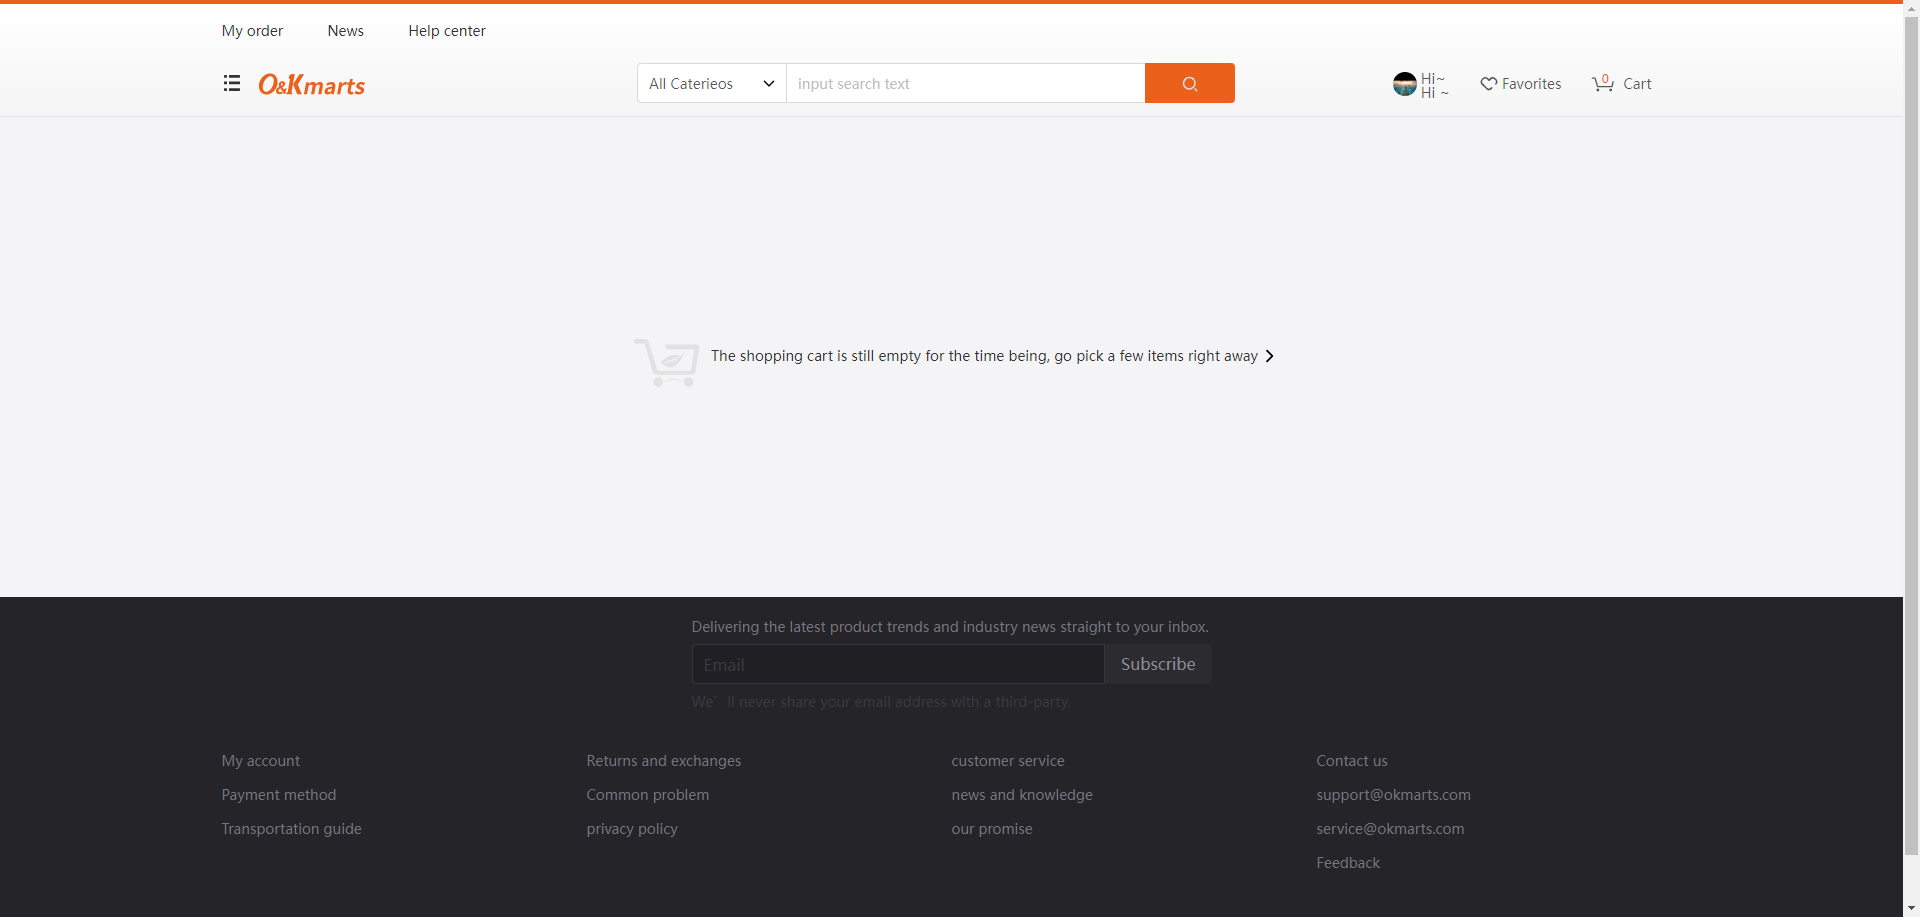 My order News Help center
O&Kmarts
All Caterieos
input search text
Hi~
Hi ~
Favorites
0
Cart
The shopping cart is still empty for the time being, go pick a few items right away
Delivering the latest product trends and industry news straight to your inbox.
Email
Subscribe
We' ll never share your email address with a third-party.
My account
Payment method
Transportation guide
Returns and exchanges
Common problem
privacy policy
customer service
news and knowledge
our promise
Contact us
support@okmarts.com
service@okmarts.com
Feedback